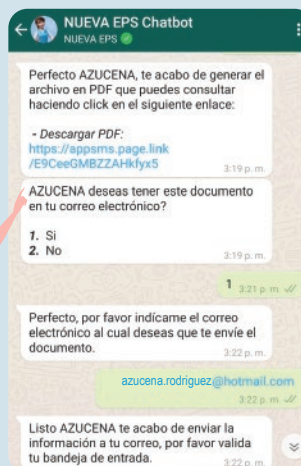 NUEVA EPS Chatbot
NUEVA EPS
Perfecto AZUCENA, te acabo de generar el
archivo en PDF que puedes consultar
haciendo click en el siguiente enlace:
- Descargar PDF:
https://appsms.page.link
/E9CeeGMBZZAHkfyx5
3:19 p. m.
AZUCENA deseas tener este documento
en tu correo electrónico?
1. Si
2. No
3:19 p. m.
1 3:21 p. m.
Perfecto, por favor indícame el correo
electrónico al cual deseas que te envíe el
documento.
3:22 p. m.
azucena.rodriguez@hotmail.com
3:22 p. m.
Listo AZUCENA te acabo de enviar la
información a tu correo, por favor valida
tu bandeja de entrada.
3:22 p. m.